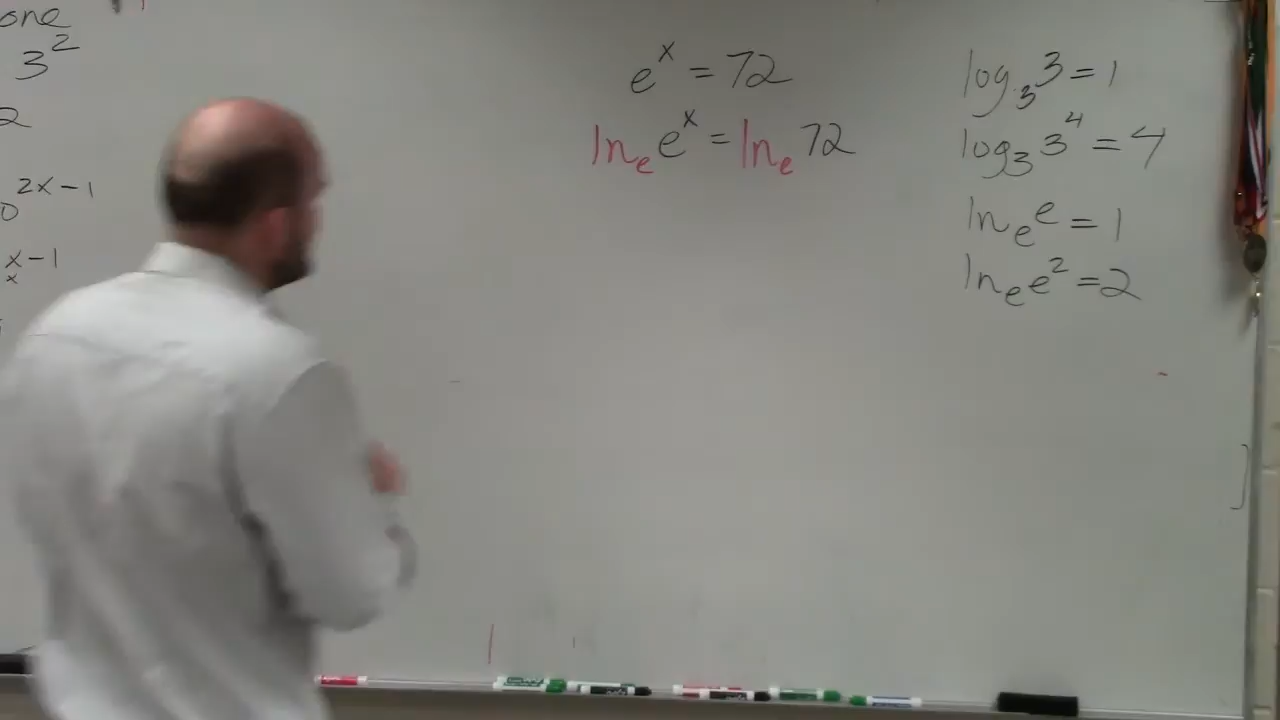 one
3^2
2
2x-1
x-1
x
e^x = 72
ln_e e^x = ln_e 72
log_3 3 = 1
log_3 3^4 = 4
ln_e e = 1
ln_e e^2 = 2